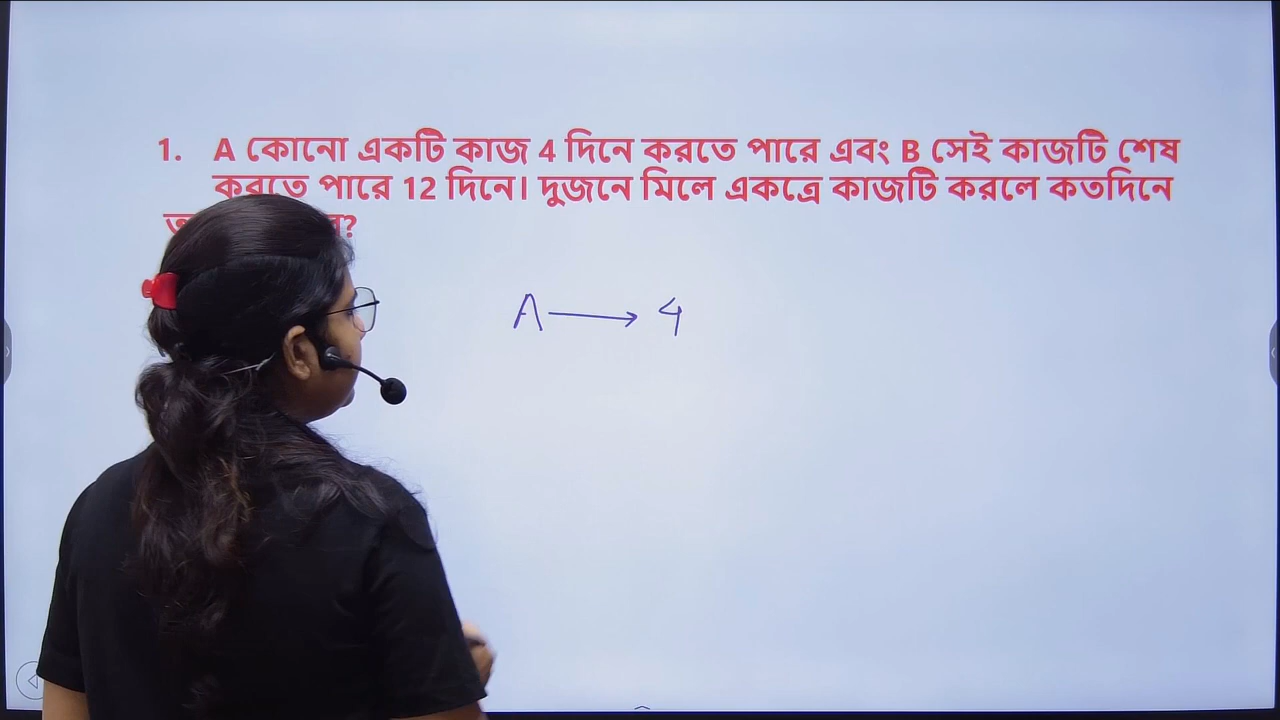 1. A কোনো একটি কাজ 4 দিনে করতে পারে এবং B সেই কাজটি শেষ
করতে পারে 12 দিনে। দুজনে মিলে একত্রে কাজটি করলে কতদিনে
A → 4